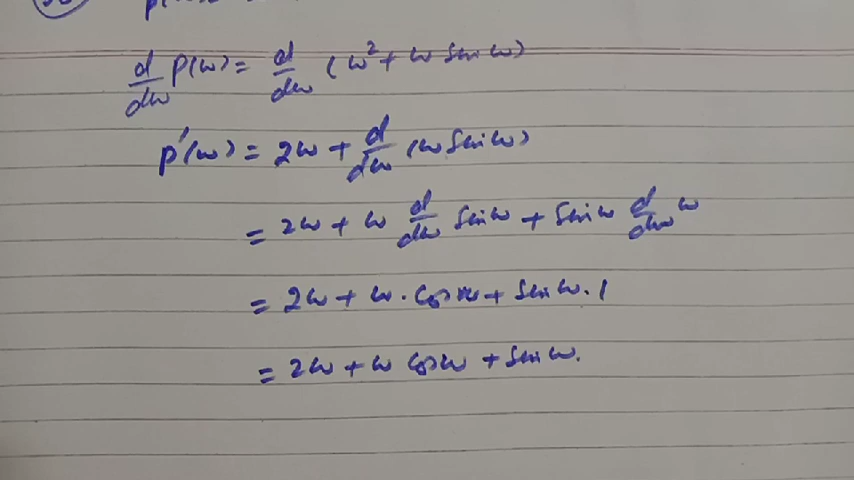 d/dw P(w) = d/dw (w² + w sin w)
p'(w) = 2w + d/dw (w sin w)
= 2w + w d/dw sin w + sin w d/dw w
= 2w + w · cos w + sin w · 1
= 2w + w cos w + sin w.